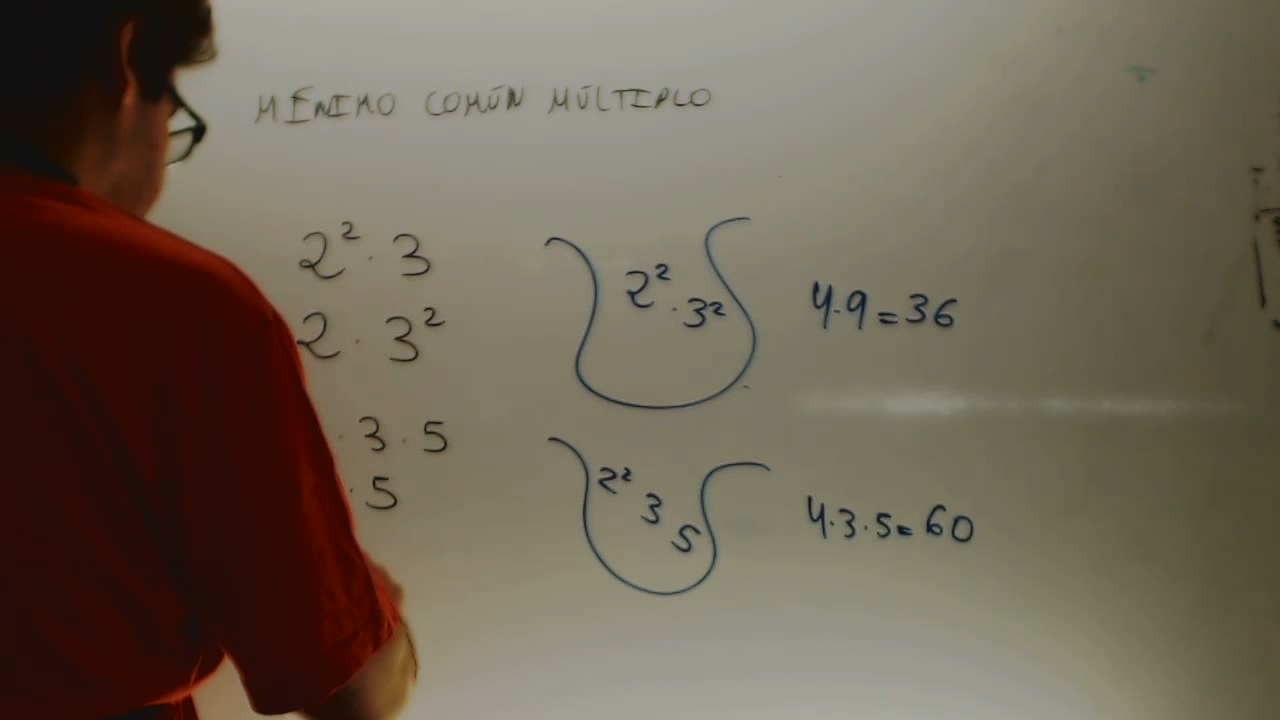 MÍNIMO COMÚN MÚLTIPLO
2² · 3
2 · 3²
2² · 3²
4·9=36
· 3 · 5
· 5
2² 3 5
4·3·5=60